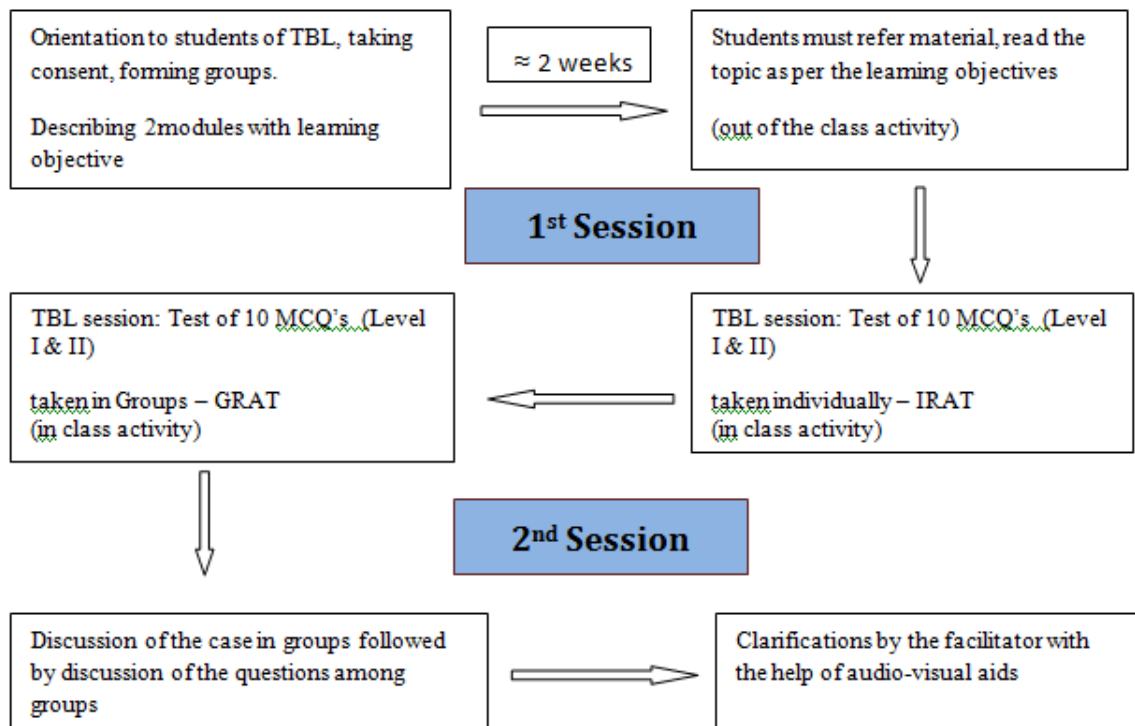 Orientation to students of TBL, taking
consent, forming groups.
Describing 2modules with learning
objective
≈ 2 weeks
Students must refer material, read the
topic as per the learning objectives
(out of the class activity)
1st Session
TBL session: Test of 10 MCQ's (Level
I & II)
taken individually – IRAT
(in class activity)
TBL session: Test of 10 MCQ's (Level
I & II)
taken in Groups – GRAT
(in class activity)
2nd Session
Discussion of the case in groups followed
by discussion of the questions among
groups
Clarifications by the facilitator with
the help of audio-visual aids